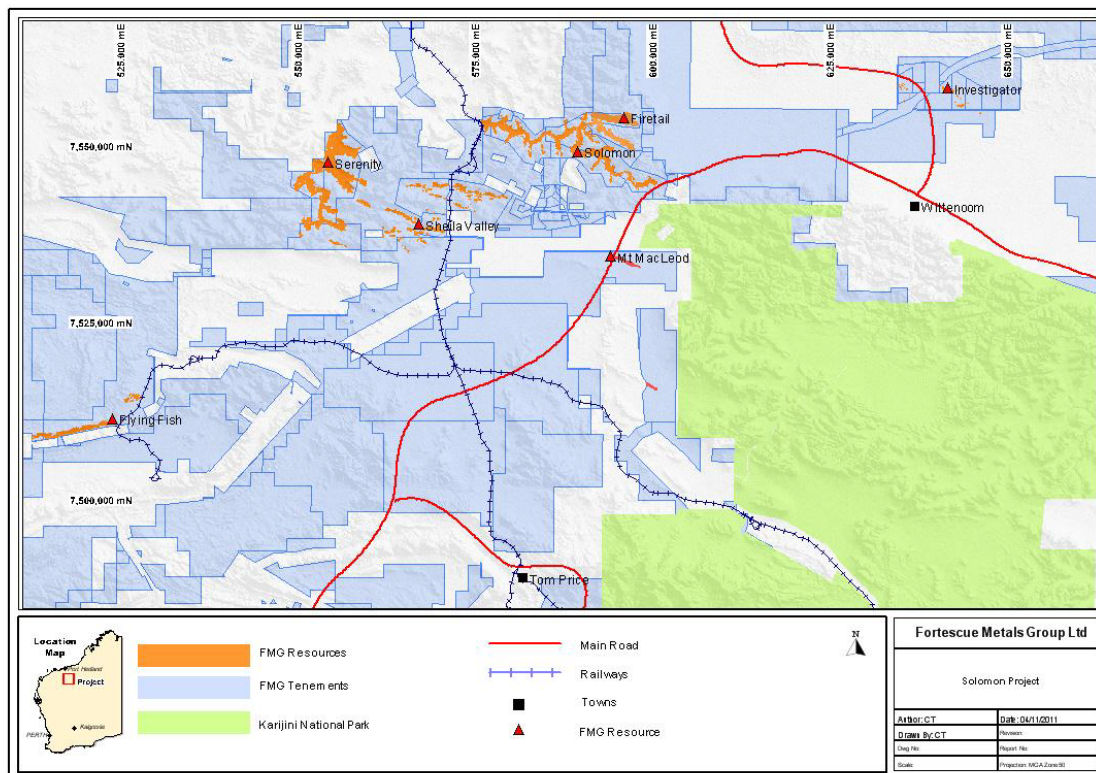 525,000 mE
550,000 mE
575,000 mE
600,000 mE
625,000 mE
650,000 mE
Investigator
Firetail
7,550,000 mN
Solomon
Serenity
Wittenoom
Sheila Valley
Mt MacLeod
7,525,000 mN
Flying Fish
7,500,000 mN
Tom Price
Location
Map
Port Hedland
Project
Kalgoorlie
PERTH
FMG Resources
FMG Tenements
Karijini National Park
Main Road
Railways
Towns
FMG Resource
N
Fortescue Metals Group Ltd
Solomon Project
Author: CT
Date: 04/11/2011
Drawn By: CT
Revision:
Dwg No:
Report No:
Scale:
Projection: MGA Zone 50